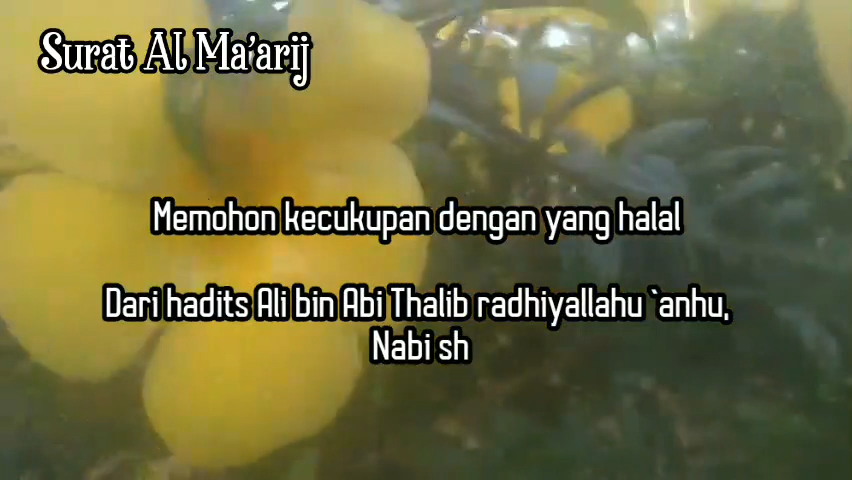 Surat Al Ma'arij
Memohon kecukupan dengan yang halal
Dari hadits Ali bin Abi Thalib radhiyallahu `anhu,
Nabi sh